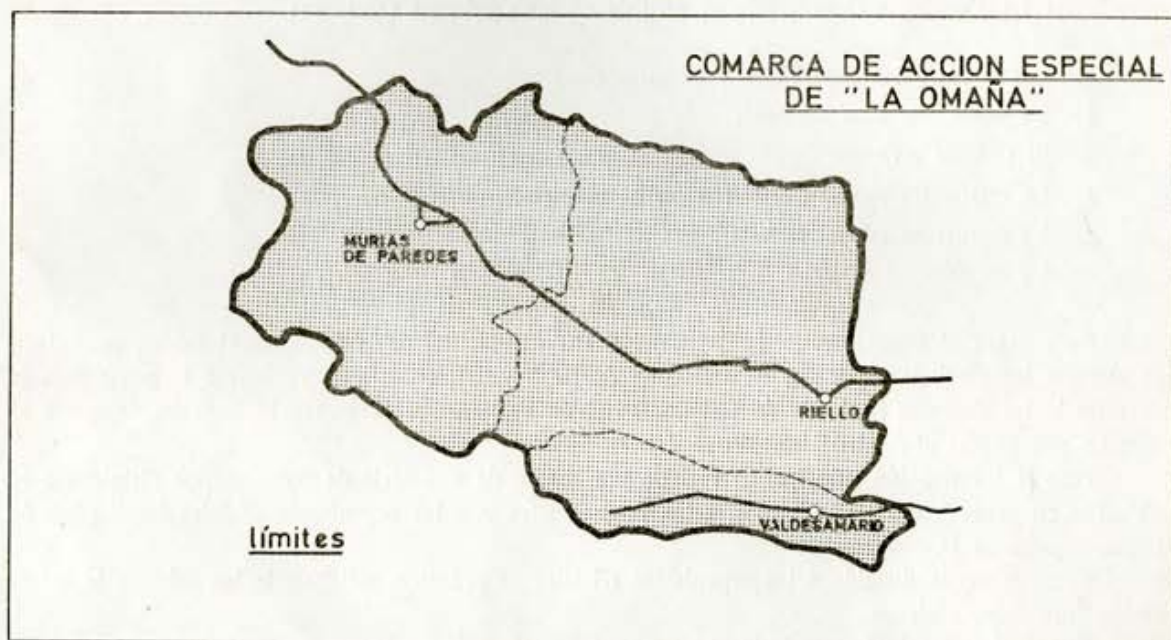 COMARCA DE ACCION ESPECIAL
DE "LA OMAÑA"
MURIAS
DE PAREDES
RIELLO
VALDESAMARIO
límites